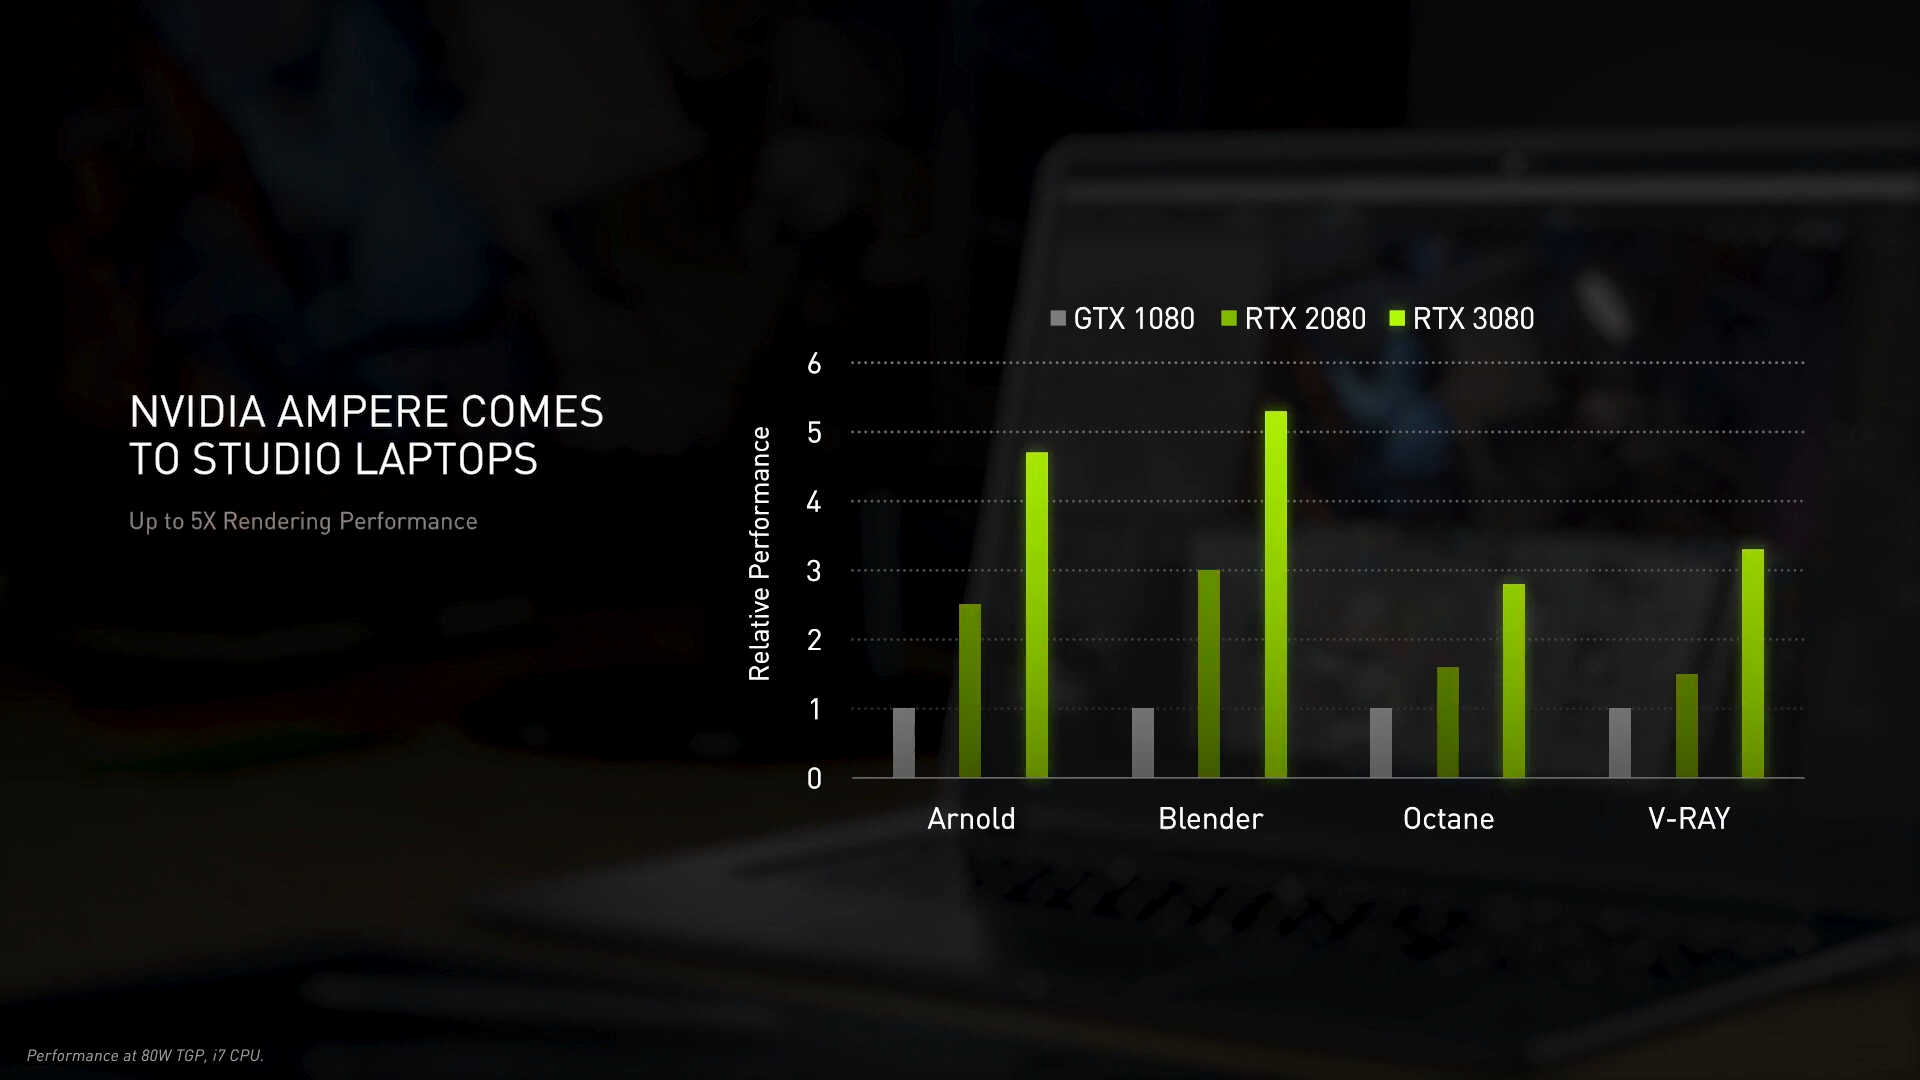 NVIDIA AMPERE COMES
TO STUDIO LAPTOPS
Up to 5X Rendering Performance
GTX 1080 RTX 2080 RTX 3080
Relative Performance
6
5
4
3
2
1
0
Arnold Blender Octane V-RAY
Performance at 80W TGP, i7 CPU.